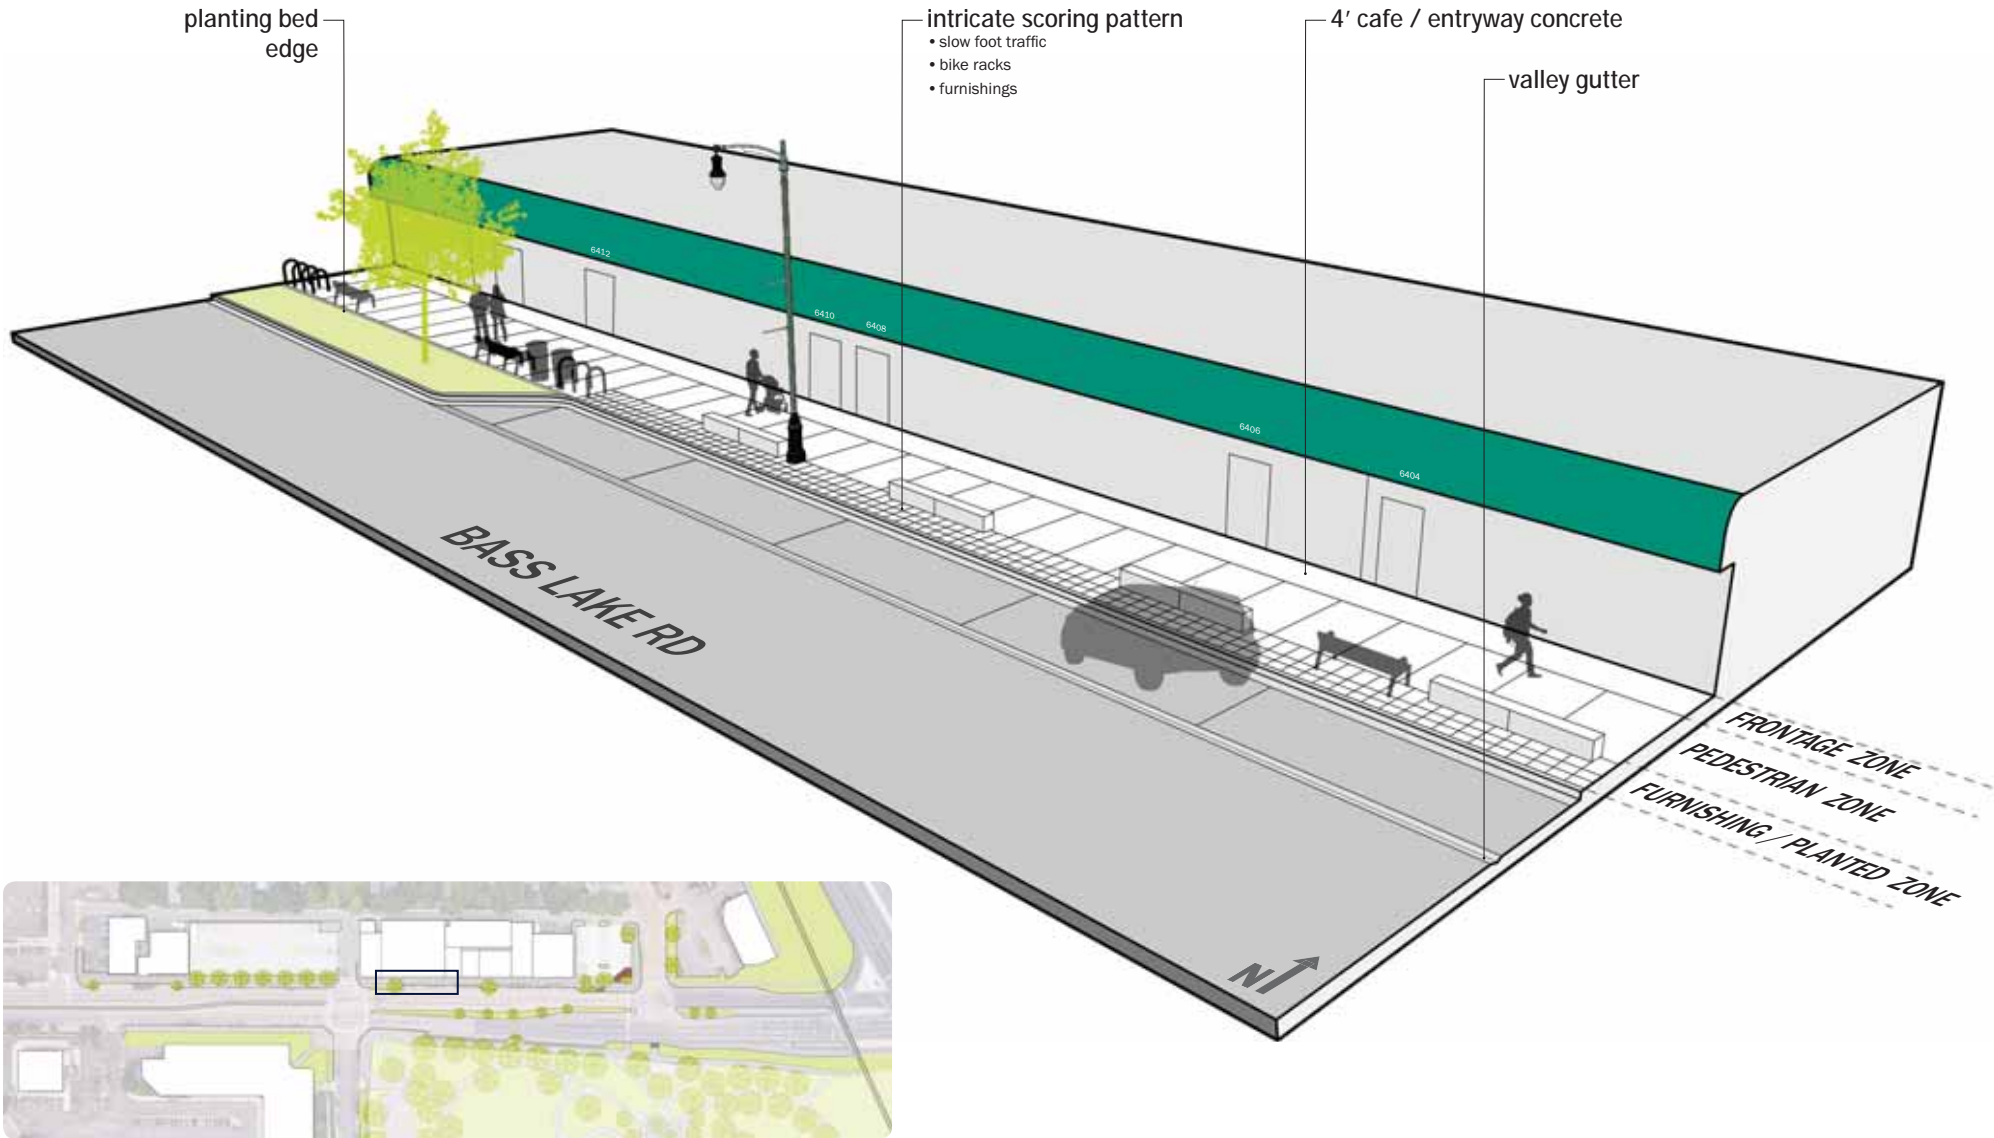 planting bed
edge
intricate scoring pattern
• slow foot traffic
• bike racks
• furnishings
4' cafe / entryway concrete
valley gutter
6412
6410
6408
6406
6404
BASS LAKE RD
FRONTAGE ZONE
PEDESTRIAN ZONE
FURNISHING / PLANTED ZONE
N